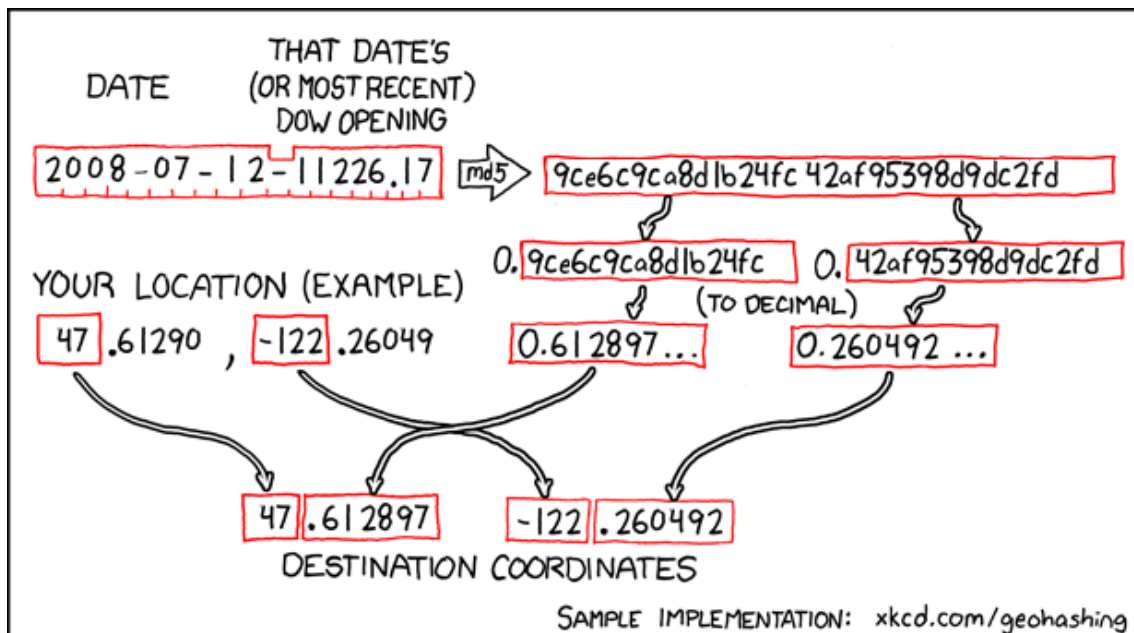 DATE
THAT DATE'S
(OR MOST RECENT)
DOW OPENING
2008-07-12-11226.17
md5
9ce6c9ca8d1b24fc 42af95398d9dc2fd
0.9ce6c9ca8d1b24fc
0.42af95398d9dc2fd
YOUR LOCATION (EXAMPLE)
(TO DECIMAL)
47.61290, -122.26049
0.612897...
0.260492...
47.612897
-122.260492
DESTINATION COORDINATES
SAMPLE IMPLEMENTATION: xkcd.com/geohashing